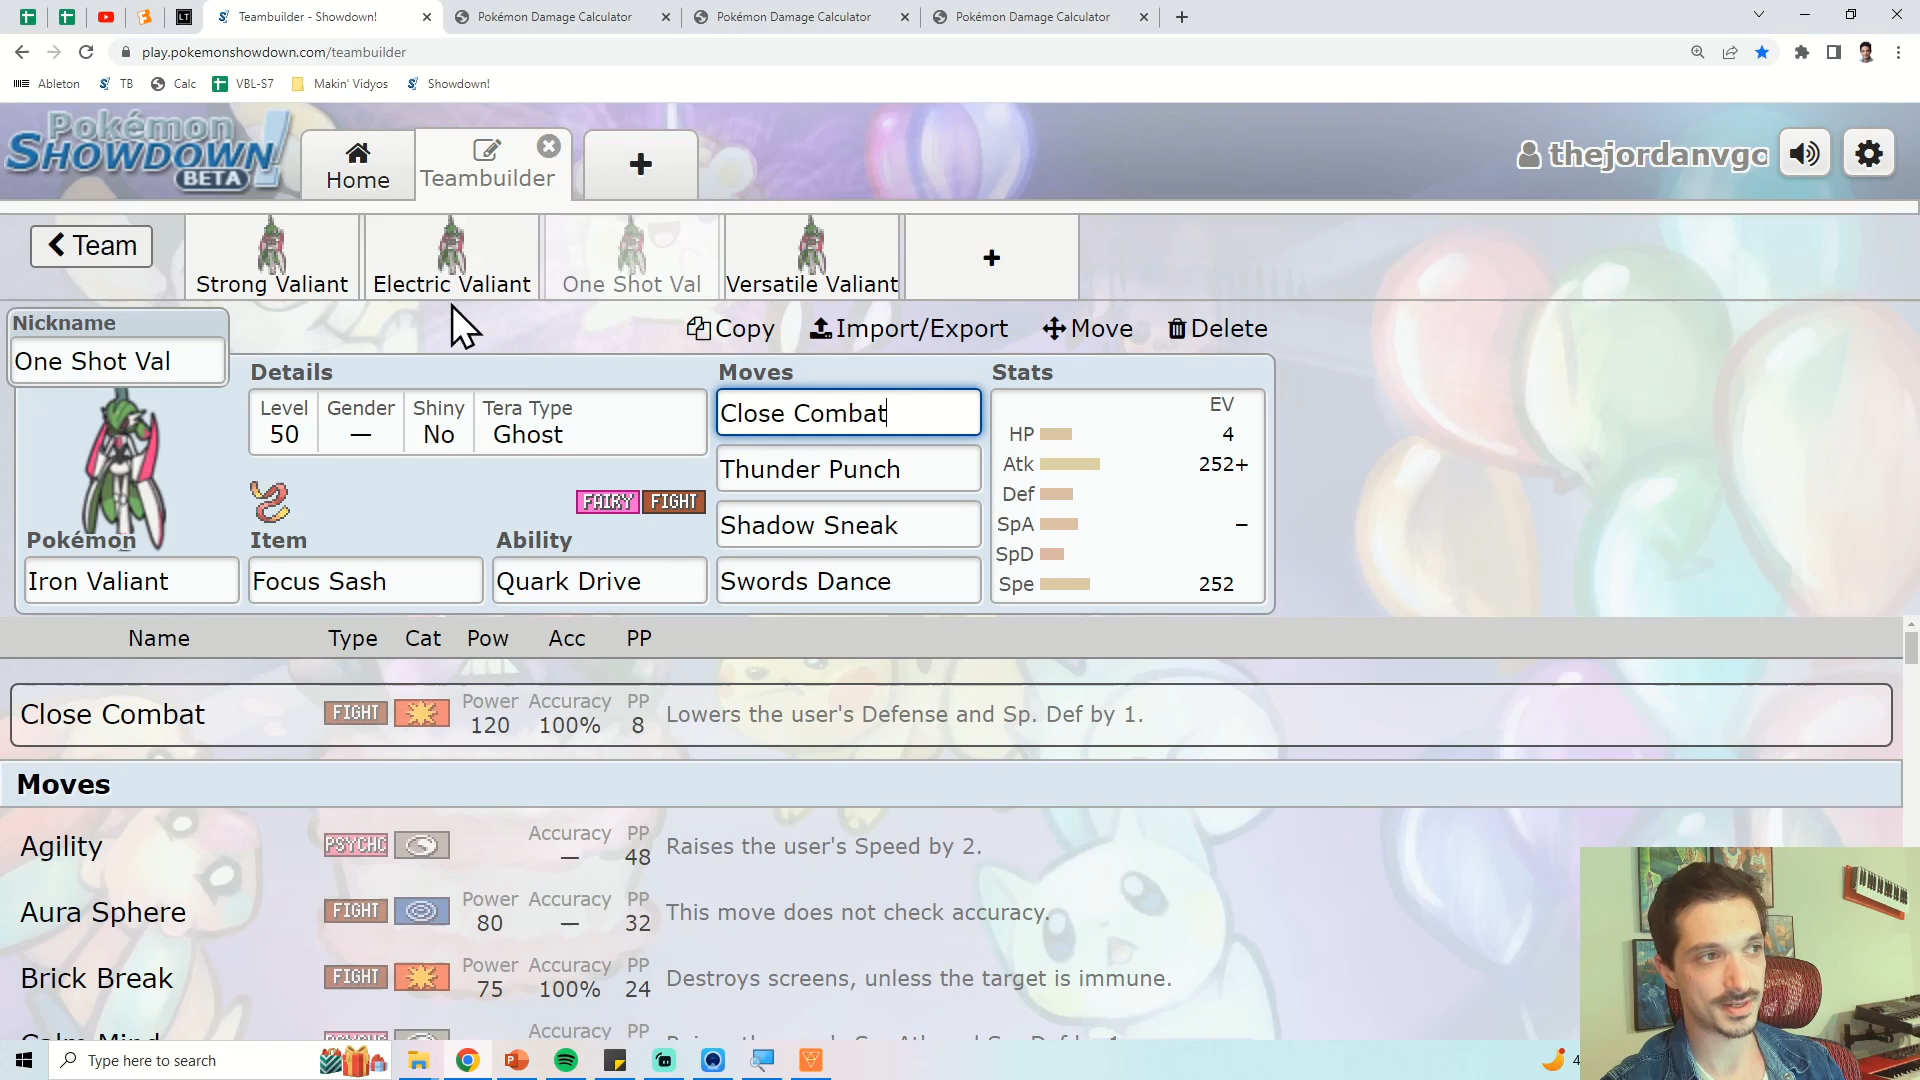 Teambuilder - Showdown!
Pokémon Damage Calculator
Pokémon Damage Calculator
Pokémon Damage Calculator
play.pokemonshowdown.com/teambuilder
Ableton
TB
Calc
VBL-S7
Makin' Vidyos
Showdown!
Pokémon
SHOWDOWN!
BETA
Home
Teambuilder
thejordanvgc
Team
Strong Valiant
Electric Valiant
One Shot Val
Versatile Valiant
Nickname
One Shot Val
Copy
Import/Export
Move
Delete
Details
Moves
Stats
Level
50
Gender
—
Shiny
No
Tera Type
Ghost
FAIRY
FIGHT
Pokémon
Iron Valiant
Item
Focus Sash
Ability
Quark Drive
Close Combat
Thunder Punch
Shadow Sneak
Swords Dance
EV
HP 4
Atk 252+
Def
SpA −
SpD
Spe 252
Name Type Cat Pow Acc PP
Close Combat FIGHT Power 120 Accuracy 100% PP 8 Lowers the user's Defense and Sp. Def by 1.
Moves
Agility PSYCHC Accuracy — PP 48 Raises the user's Speed by 2.
Aura Sphere FIGHT Power 80 Accuracy — PP 32 This move does not check accuracy.
Brick Break FIGHT Power 75 Accuracy 100% PP 24 Destroys screens, unless the target is immune.
Accuracy PP
Type here to search
4